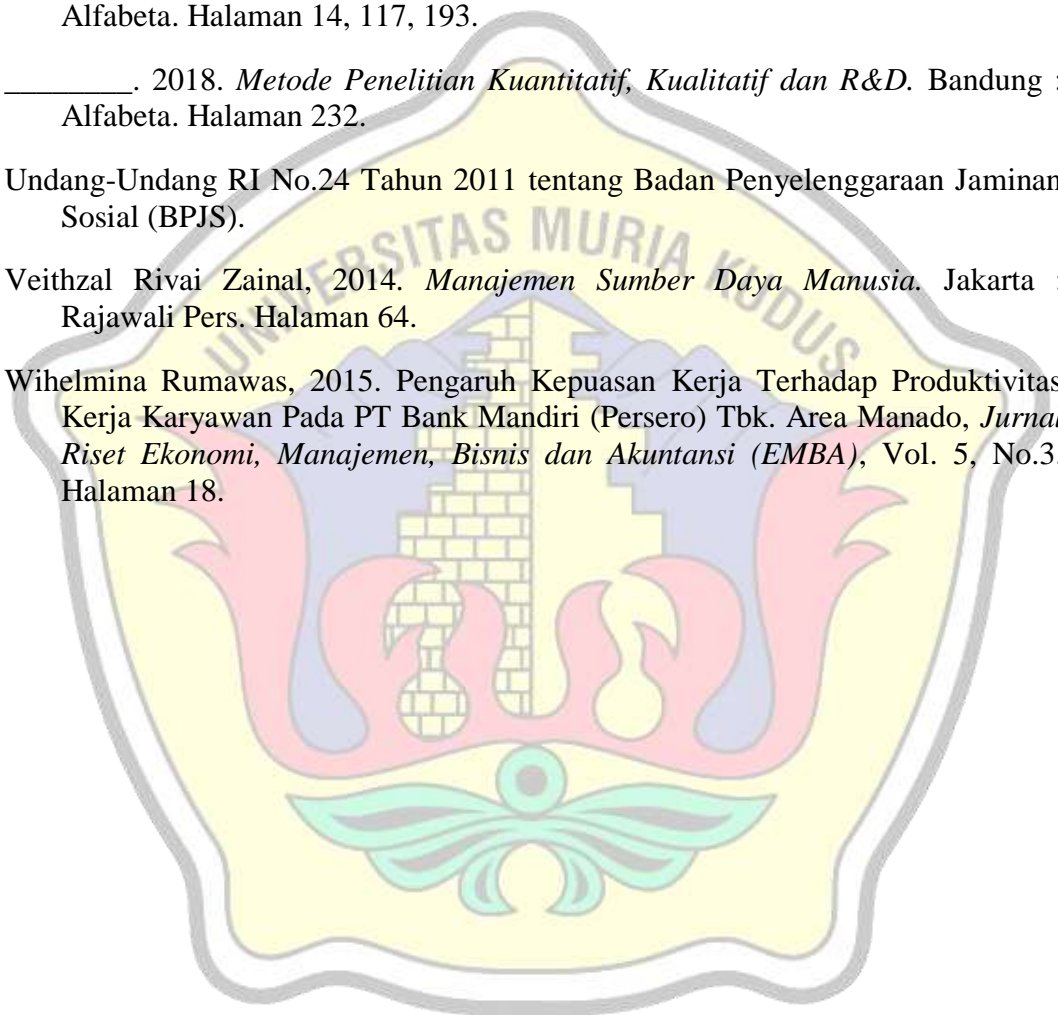 Alfabeta. Halaman 14, 117, 193.
________. 2018. Metode Penelitian Kuantitatif, Kualitatif dan R&D. Bandung :
Alfabeta. Halaman 232.
Undang-Undang RI No.24 Tahun 2011 tentang Badan Penyelenggaraan Jaminan
Sosial (BPJS).
UNIVERSITAS MURIA KUDUS
Veithzal Rivai Zainal, 2014. Manajemen Sumber Daya Manusia. Jakarta :
Rajawali Pers. Halaman 64.
Wihelmina Rumawas, 2015. Pengaruh Kepuasan Kerja Terhadap Produktivitas
Kerja Karyawan Pada PT Bank Mandiri (Persero) Tbk. Area Manado, Jurnal
Riset Ekonomi, Manajemen, Bisnis dan Akuntansi (EMBA), Vol. 5, No.3.
Halaman 18.